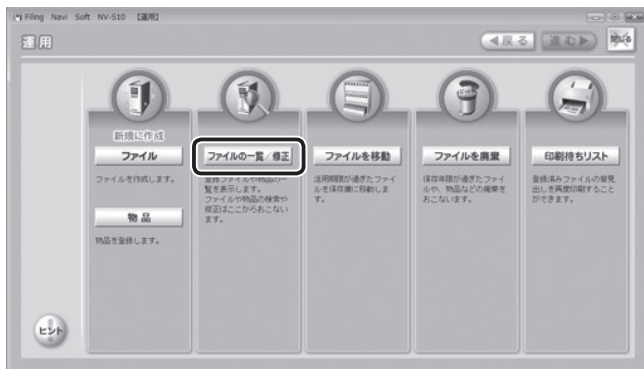 Filing Navi Soft NV-S10 【運用】
運用
戻る
進む
閉じる
新規に作成
ファイル
ファイルを作成します。
物品
物品を登録します。
ファイルの一覧/修正
登録ファイルや物品の一
覧を表示します。
ファイルや物品の検索や
修正はここからおこない
ます。
ファイルを移動
活用期限が過ぎたファイ
ルを保存庫に移動しま
す。
ファイルを廃棄
保存年限が過ぎたファイ
ルや、物品などの廃棄を
おこないます。
印刷待ちリスト
登録済みファイルの背見
出しを再度印刷すること
ができます。
ヒント